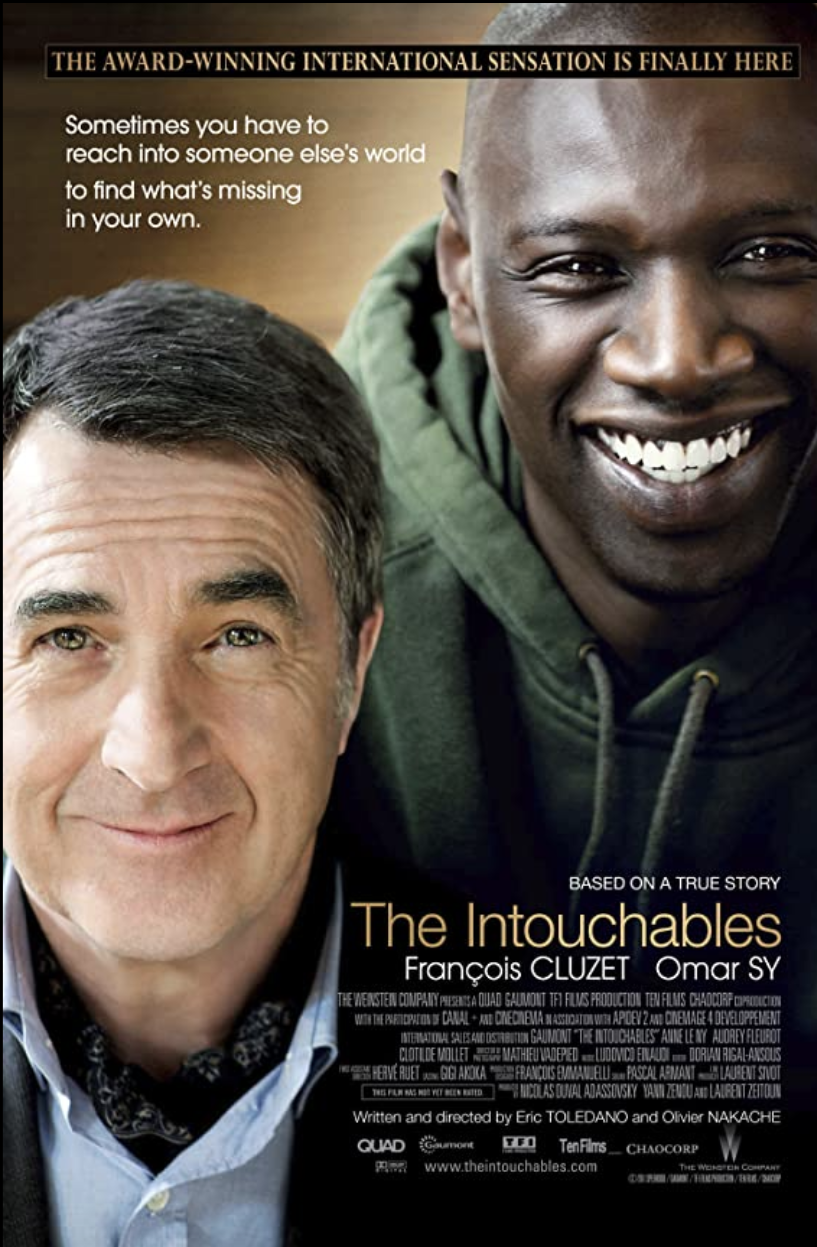 THE AWARD-WINNING INTERNATIONAL SENSATION IS FINALLY HERE
Sometimes you have to
reach into someone else's world
to find what's missing
in your own.
BASED ON A TRUE STORY
The Intouchables
François CLUZET Omar SY
THE WEINSTEIN COMPANY PRESENTS A QUAD GAUMONT TF1 FILMS PRODUCTION TEN FILMS CHAOCORP COPRODUCTION
WITH THE PARTICIPATION OF CANAL + AND CINECINEMA IN ASSOCIATION WITH APIDEV 2 AND CINEMAGE 4 DEVELOPPEMENT
INTERNATIONAL SALES AND DISTRIBUTION GAUMONT "THE INTOUCHABLES" ANNE LE NY AUDREY FLEUROT
CLOTILDE MOLLET DIRECTOR OF PHOTOGRAPHY MATHIEU VADEPIED LUDOVICO EINAUDI DORIAN RIGAL-ANSOUS
HERVÉ RUET CASTING GIGI AKOKA FRANÇOIS EMMANUELLI PASCAL ARMANT LAURENT SIVOT
THIS FILM HAS NOT YET BEEN RATED. NICOLAS DUVAL ADASSOVSKY YANN ZENOU AND LAURENT ZEITOUN
Written and directed by Eric TOLEDANO and Olivier NAKACHE
QUAD Gaumont TF1 Ten Films CHAOCORP
THE WEINSTEIN COMPANY
www.theintouchables.com